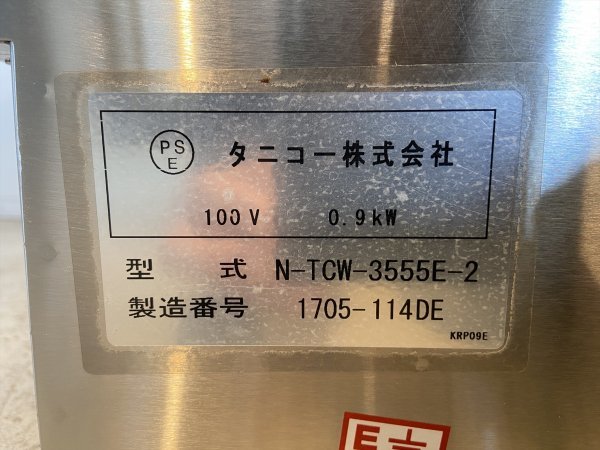 PS
E
タニコー株式会社
100V 0.9kW
型 式 N-TCW-3555E-2
製造番号 1705-114DE
KRP09E